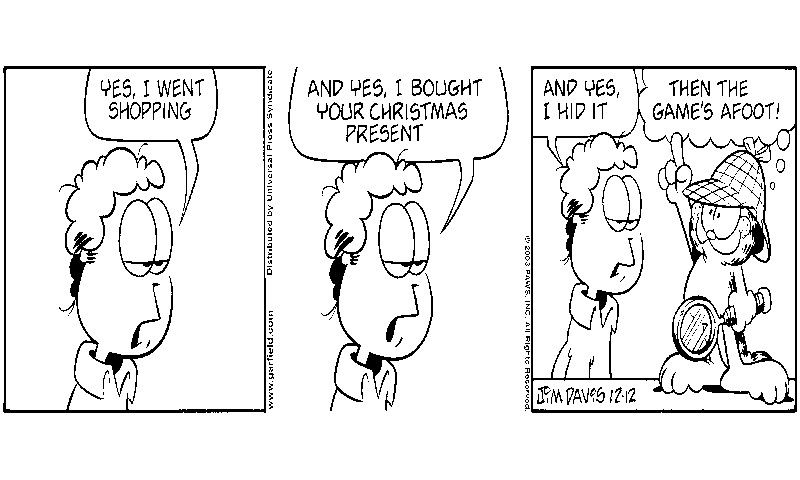 YES, I WENT
SHOPPING
www.garfield.com
Distributed by Universal Press Syndicate
AND YES, I BOUGHT
YOUR CHRISTMAS
PRESENT
© 2003 PAWS, INC. All Rights Reserved.
AND YES,
I HID IT
THEN THE
GAME'S AFOOT!
JIM DAVIS 12-12